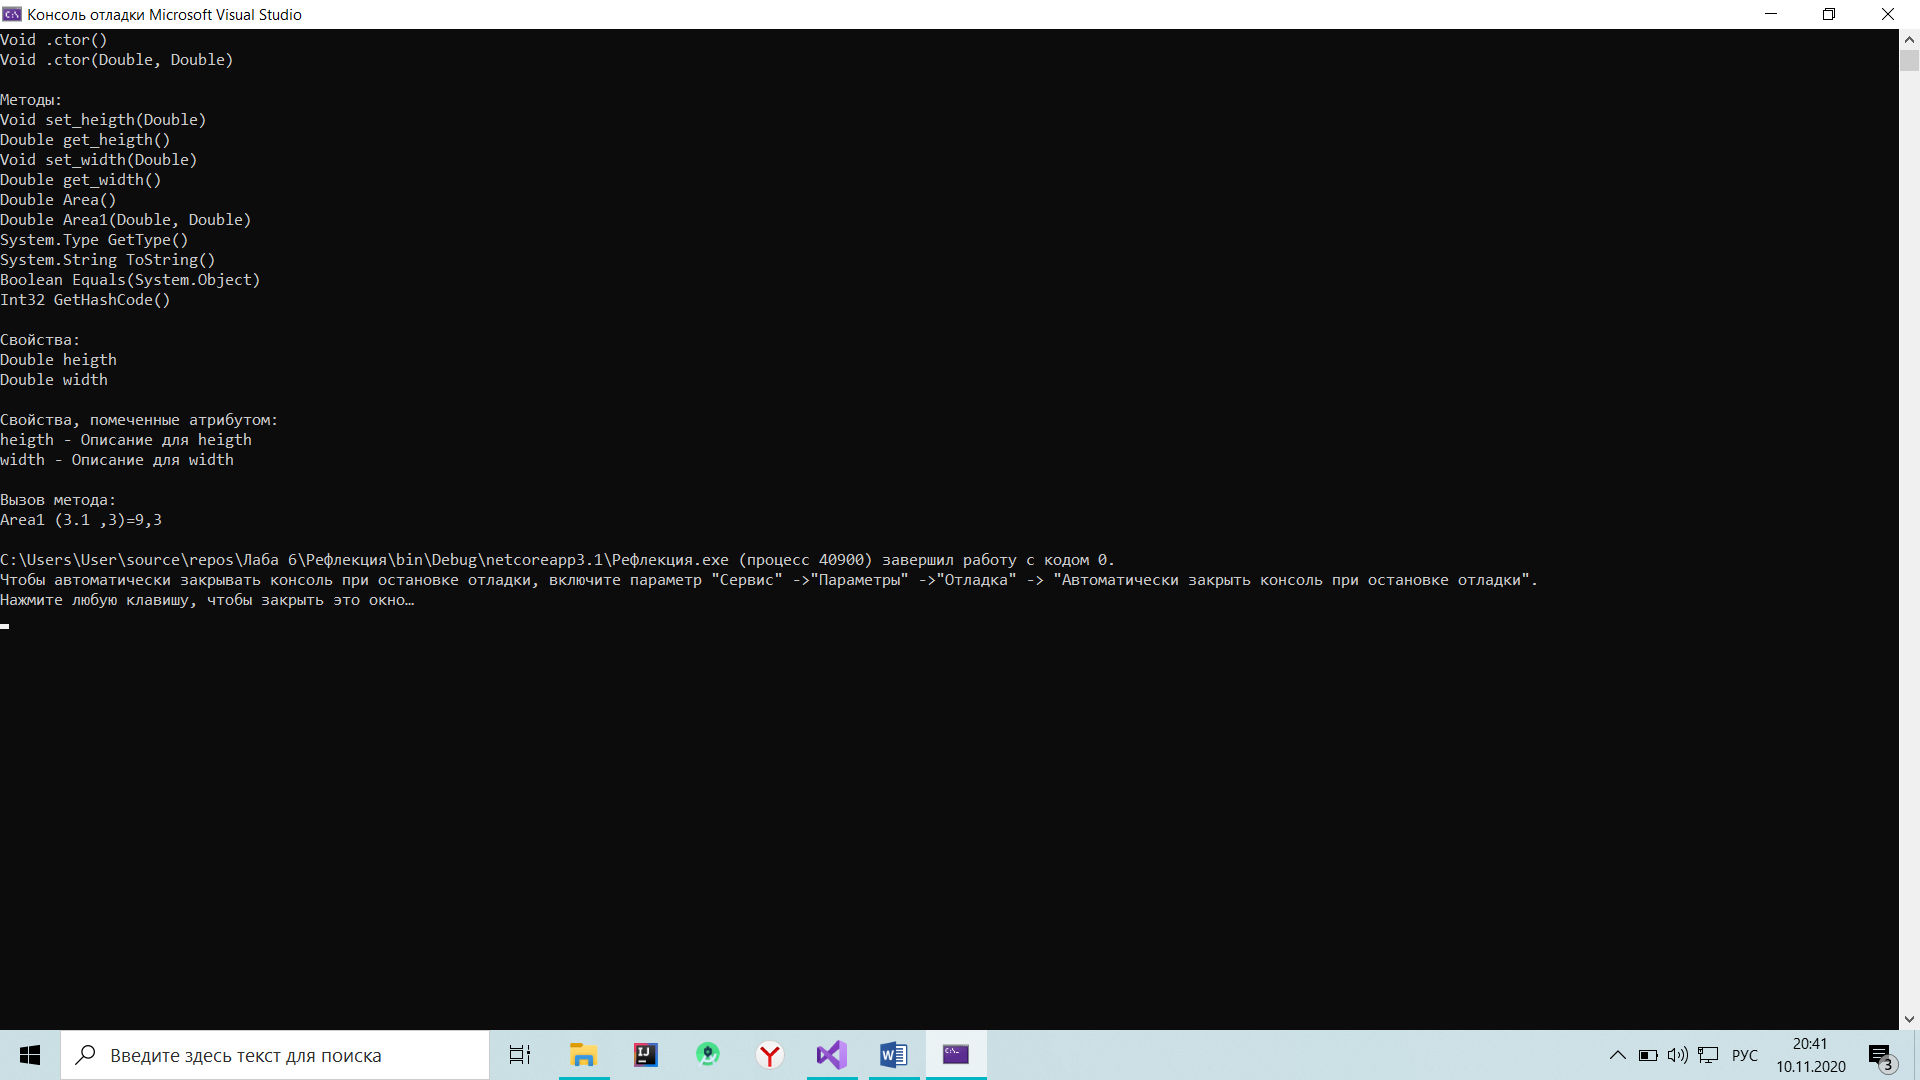 Консоль отладки Microsoft Visual Studio
Void .ctor()
Void .ctor(Double, Double)
Методы:
Void set_heigth(Double)
Double get_heigth()
Void set_width(Double)
Double get_width()
Double Area()
Double Area1(Double, Double)
System.Type GetType()
System.String ToString()
Boolean Equals(System.Object)
Int32 GetHashCode()
Свойства:
Double heigth
Double width
Свойства, помеченные атрибутом:
heigth - Описание для heigth
width - Описание для width
Вызов метода:
Area1 (3.1 ,3)=9,3
C:\Users\User\source\repos\Лаба 6\Рефлекция\bin\Debug\netcoreapp3.1\Рефлекция.exe (процесс 40900) завершил работу с кодом 0.
Чтобы автоматически закрывать консоль при остановке отладки, включите параметр "Сервис" ->"Параметры" ->"Отладка" -> "Автоматически закрыть консоль при остановке отладки".
Нажмите любую клавишу, чтобы закрыть это окно…
Введите здесь текст для поиска
РУС
20:41
10.11.2020
3